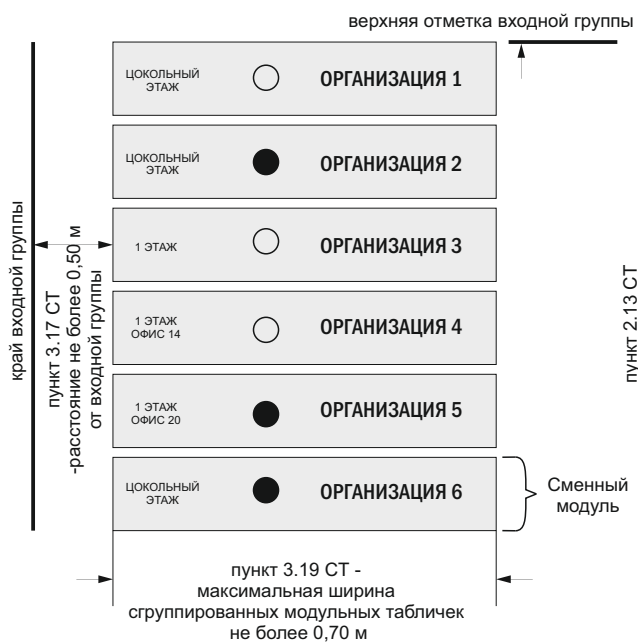 верхняя отметка входной группы
ЦОКОЛЬНЫЙ
ЭТАЖ
ОРГАНИЗАЦИЯ 1
ЦОКОЛЬНЫЙ
ЭТАЖ
ОРГАНИЗАЦИЯ 2
1 ЭТАЖ
ОРГАНИЗАЦИЯ 3
1 ЭТАЖ
ОФИС 14
ОРГАНИЗАЦИЯ 4
1 ЭТАЖ
ОФИС 20
ОРГАНИЗАЦИЯ 5
ЦОКОЛЬНЫЙ
ЭТАЖ
ОРГАНИЗАЦИЯ 6
край входной группы
пункт 3.17 СТ
-расстояние не более 0,50 м
от входной группы
пункт 2.13 СТ
Сменный
модуль
пункт 3.19 СТ -
максимальная ширина
сгруппированных модульных табличек
не более 0,70 м